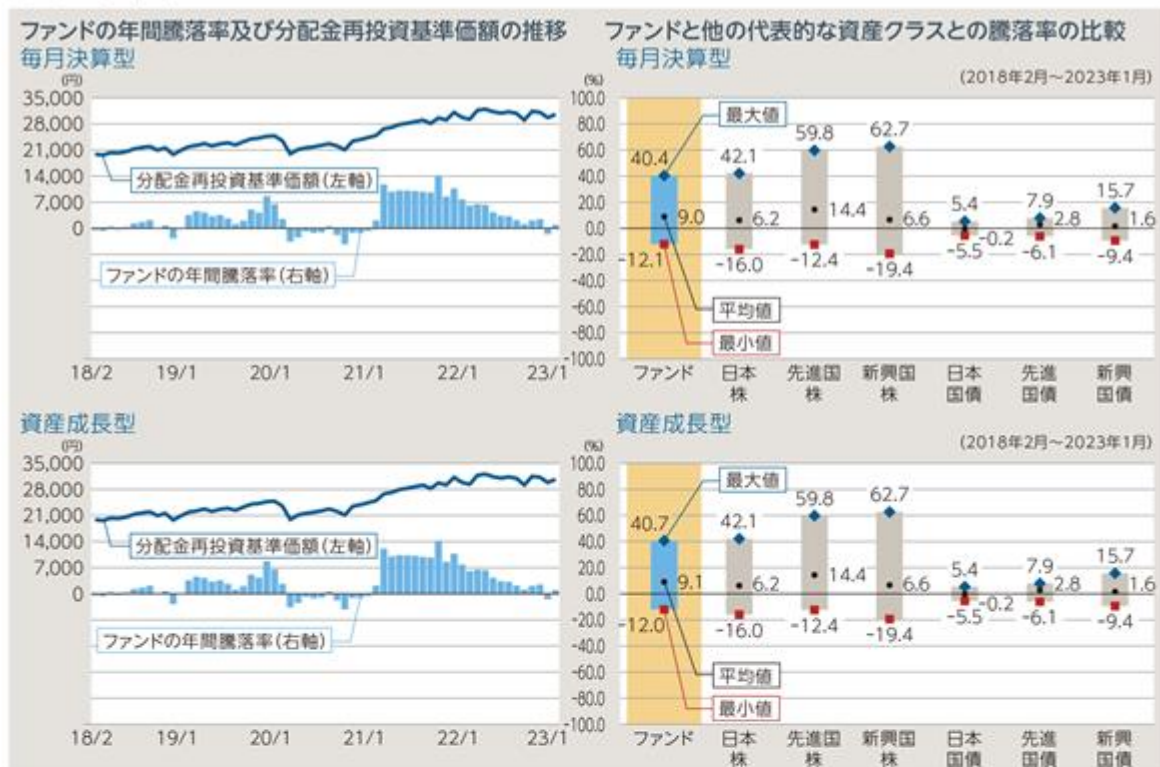 ファンドの年間騰落率及び分配金再投資基準価額の推移
毎月決算型
(円)
35,000
28,000
21,000
14,000
7,000
0
分配金再投資基準価額(左軸)
ファンドの年間騰落率(右軸)
(%)
100.0
80.0
60.0
40.0
20.0
0.0
-20.0
-40.0
-60.0
-80.0
-100.0
18/2 19/1 20/1 21/1 22/1 23/1
ファンドと他の代表的な資産クラスとの騰落率の比較
(2018年2月~2023年1月)
最大値
40.4 42.1 59.8 62.7 5.4 7.9 15.7
9.0 6.2 14.4 6.6 -0.2 2.8 1.6
-12.1 -16.0 -12.4 -19.4 -5.5 -6.1 -9.4
平均値
最小値
ファンド 日本株 先進国株 新興国株 日本国債 先進国債 新興国債
資産成長型
(円)
35,000
28,000
21,000
14,000
7,000
0
分配金再投資基準価額(左軸)
ファンドの年間騰落率(右軸)
(%)
100.0
80.0
60.0
40.0
20.0
0.0
-20.0
-40.0
-60.0
-80.0
-100.0
18/2 19/1 20/1 21/1 22/1 23/1
資産成長型
(2018年2月~2023年1月)
最大値
40.7 42.1 59.8 62.7 5.4 7.9 15.7
9.1 6.2 14.4 6.6 -0.2 2.8 1.6
-12.0 -16.0 -12.4 -19.4 -5.5 -6.1 -9.4
平均値
最小値
ファンド 日本株 先進国株 新興国株 日本国債 先進国債 新興国債